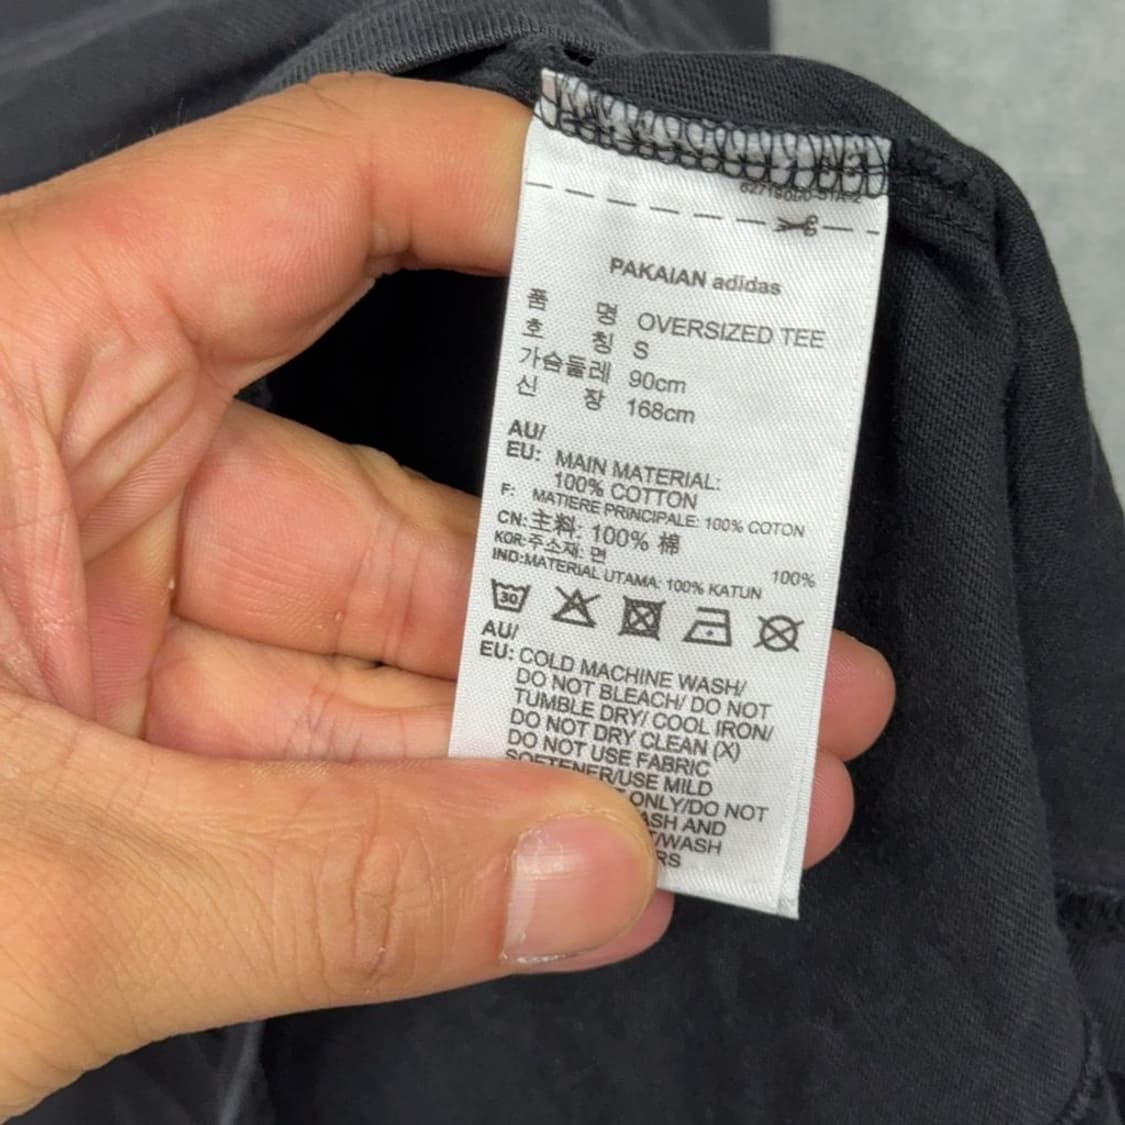 PAKAIAN adidas
품 명 OVERSIZED TEE
호 칭 S
가슴둘레 90cm
신 장 168cm
AU/
EU: MAIN MATERIAL:
100% COTTON
F: MATIERE PRINCIPALE: 100% COTON
CN: 主料: 100% 棉
KOR: 주소재: 면 100%
IND: MATERIAL UTAMA: 100% KATUN
30
AU/
EU: COLD MACHINE WASH/
DO NOT BLEACH/ DO NOT
TUMBLE DRY/ COOL IRON/
DO NOT DRY CLEAN (X)
DO NOT USE FABRIC
SOFTENER/USE MILD
ONLY/DO NOT
ASH AND
T/WASH
RS